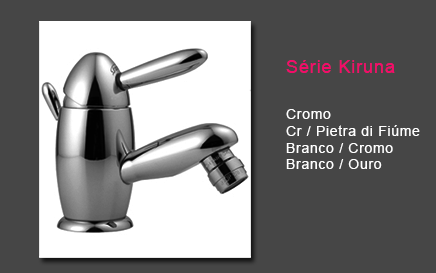 Série Kiruna
Cromo
Cr / Pietra di Fiúme
Branco / Cromo
Branco / Ouro